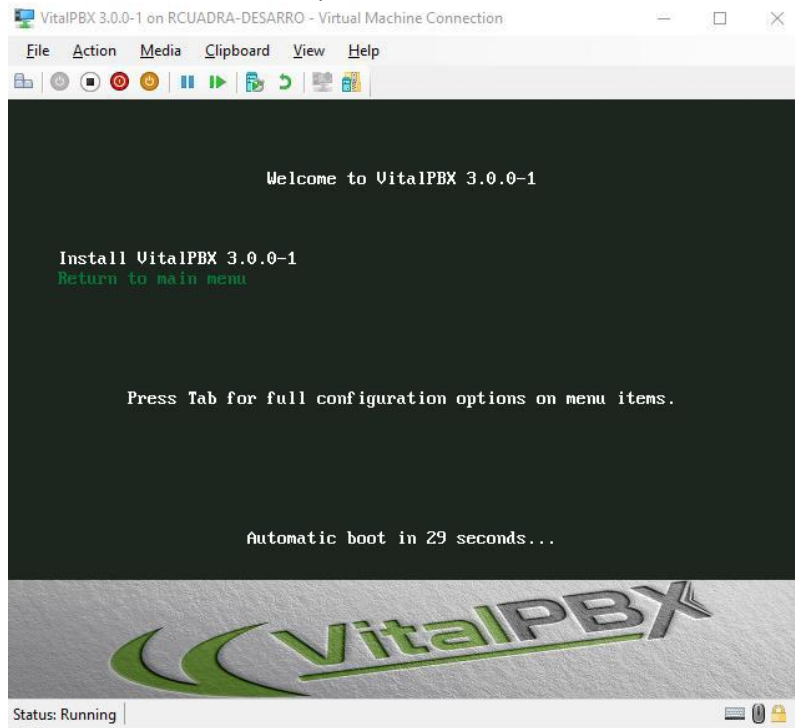 VitalPBX 3.0.0-1 on RCUADRA-DESARRO - Virtual Machine Connection
File Action Media Clipboard View Help
Welcome to VitalPBX 3.0.0-1
Install VitalPBX 3.0.0-1
Return to main menu
Press Tab for full configuration options on menu items.
Automatic boot in 29 seconds...
VitalPBX
Status: Running